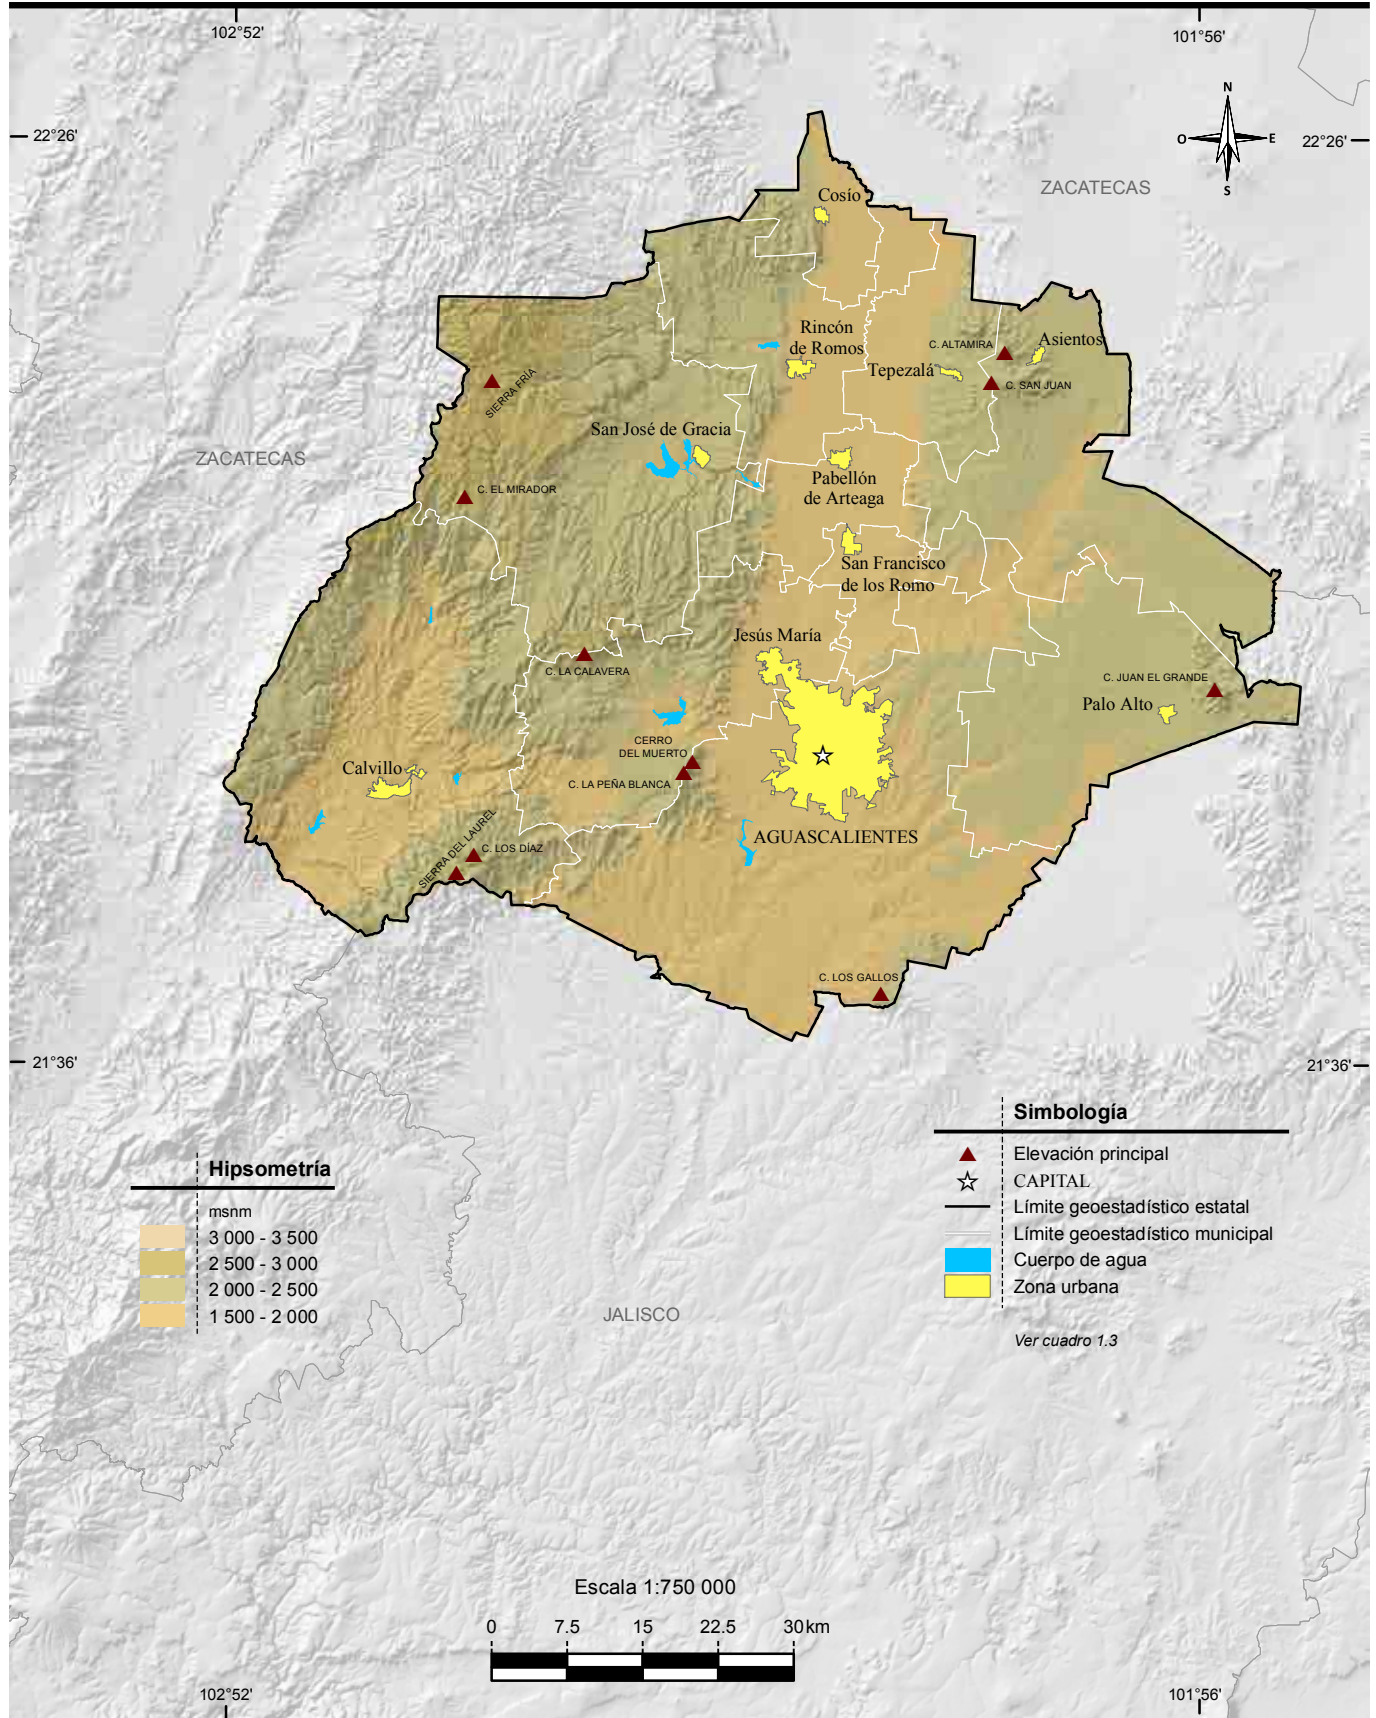 102°52'
101°56'
N
22°26'
O
E
22°26'
S
ZACATECAS
Cosío
Rincón
de Romos
C. ALTAMIRA
Asientos
Tepezalá
C. SAN JUAN
SIERRA FRÍA
San José de Gracia
ZACATECAS
Pabellón
de Arteaga
C. EL MIRADOR
San Francisco
de los Romo
Jesús María
C. LA CALAVERA
C. JUAN EL GRANDE
Palo Alto
CERRO
DEL MUERTO
Calvillo
C. LA PEÑA BLANCA
SIERRA DEL LAUREL
C. LOS DÍAZ
AGUASCALIENTES
C. LOS GALLOS
21°36'
21°36'
Simbología
Elevación principal
CAPITAL
Límite geoestadístico estatal
Límite geoestadístico municipal
Cuerpo de agua
Zona urbana
Ver cuadro 1.3
Hipsometría
msnm
3 000 - 3 500
2 500 - 3 000
2 000 - 2 500
1 500 - 2 000
JALISCO
Escala 1:750 000
0 7.5 15 22.5 30 km
102°52'
101°56'